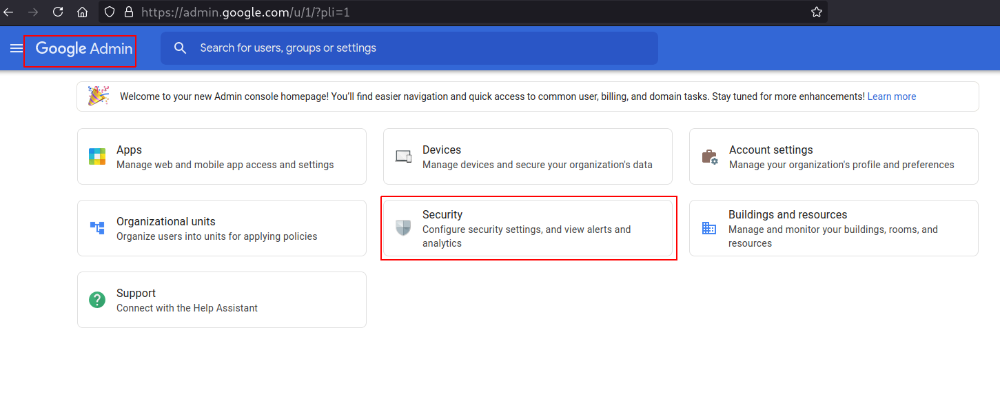 https://admin.google.com/u/1/?pli=1
Google Admin
Search for users, groups or settings
Welcome to your new Admin console homepage! You'll find easier navigation and quick access to common user, billing, and domain tasks. Stay tuned for more enhancements! Learn more
Apps
Manage web and mobile app access and settings
Devices
Manage devices and secure your organization's data
Account settings
Manage your organization's profile and preferences
Organizational units
Organize users into units for applying policies
Security
Configure security settings, and view alerts and
analytics
Buildings and resources
Manage and monitor your buildings, rooms, and
resources
Support
Connect with the Help Assistant